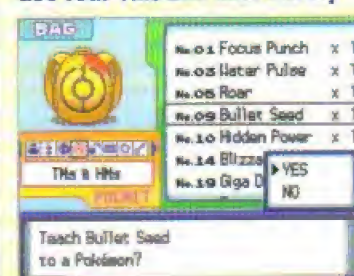 BAG
No.01 Focus Punch x 1
No.03 Water Pulse x 1
No.05 Roar x 1
No.09 Bullet Seed x 1
No.10 Hidden Power x 1
No.14 Blizza
No.19 Giga D
YES
NO
TMs & HMs
POCKET
Teach Bullet Seed
to a Pokémon?